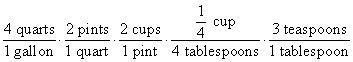 4 quarts/1 gallon · 2 pints/1 quart · 2 cups/1 pint · 1/4 cup/4 tablespoons · 3 teaspoons/1 tablespoon